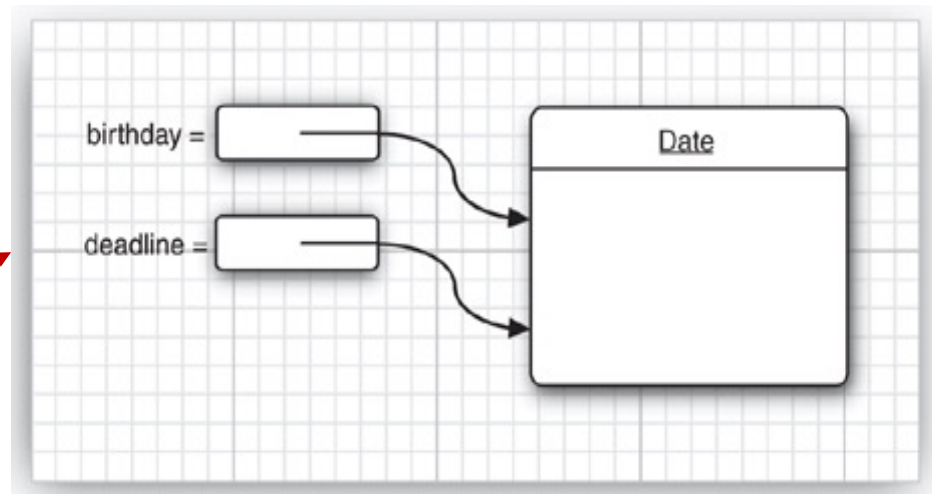 birthday =
Date
deadline =